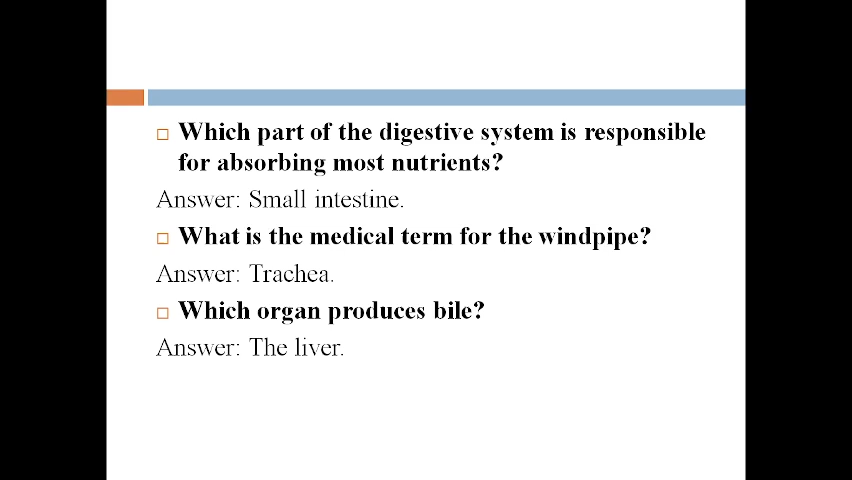 Which part of the digestive system is responsible
for absorbing most nutrients?
Answer: Small intestine.
What is the medical term for the windpipe?
Answer: Trachea.
Which organ produces bile?
Answer: The liver.